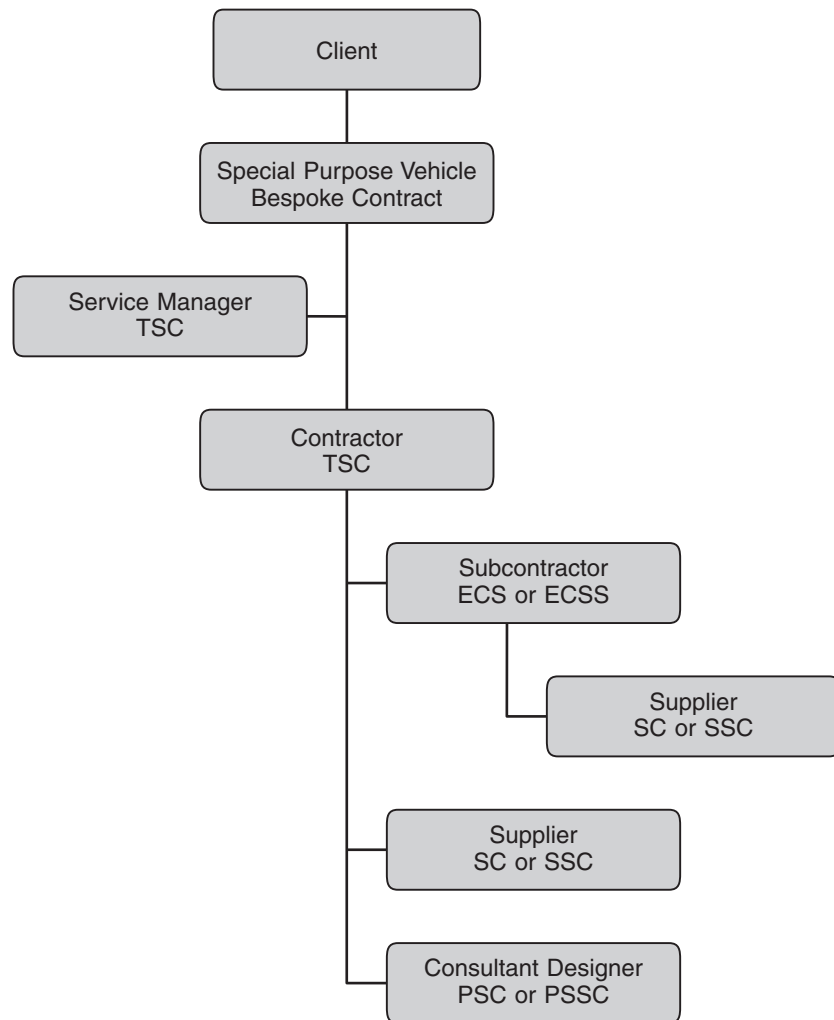 Client
Special Purpose Vehicle
Bespoke Contract
Service Manager
TSC
Contractor
TSC
Subcontractor
ECS or ECSS
Supplier
SC or SSC
Supplier
SC or SSC
Consultant Designer
PSC or PSSC